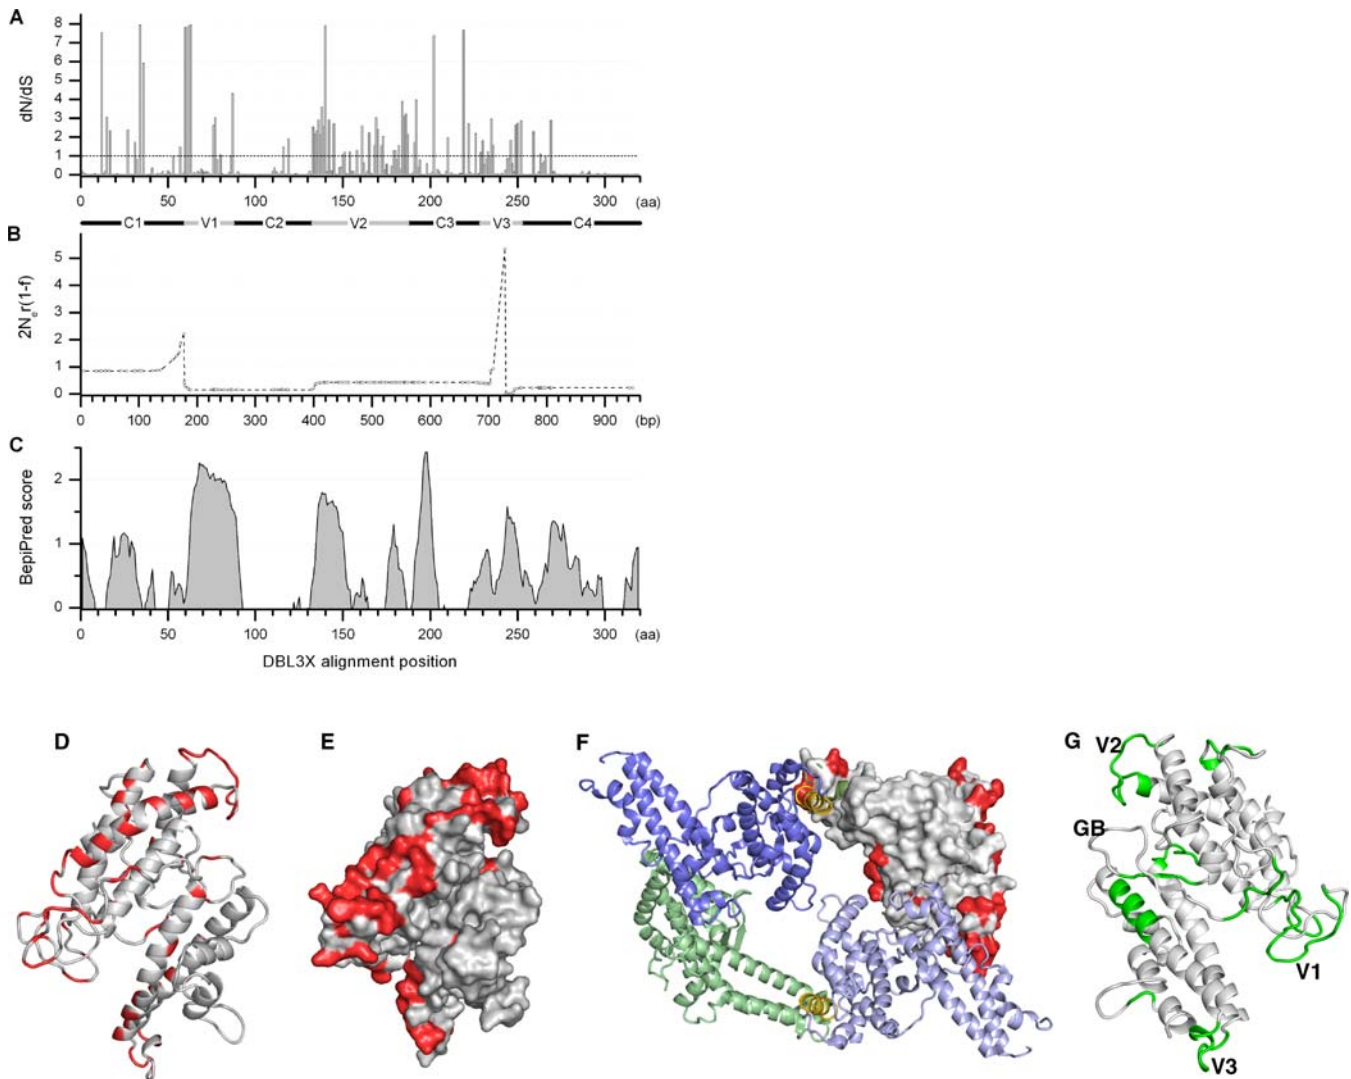 A
8
7
6
5
4
3
2
1
0
dN/dS
0 50 100 150 200 250 300 (aa)
C1 V1 C2 V2 C3 V3 C4
B
5
4
3
2
1
0
2Ner(1-f)
0 100 200 300 400 500 600 700 800 900 (bp)
C
2
1
0
BepiPred score
0 50 100 150 200 250 300 (aa)
DBL3X alignment position
D E F G
V2
GB
V1
V3